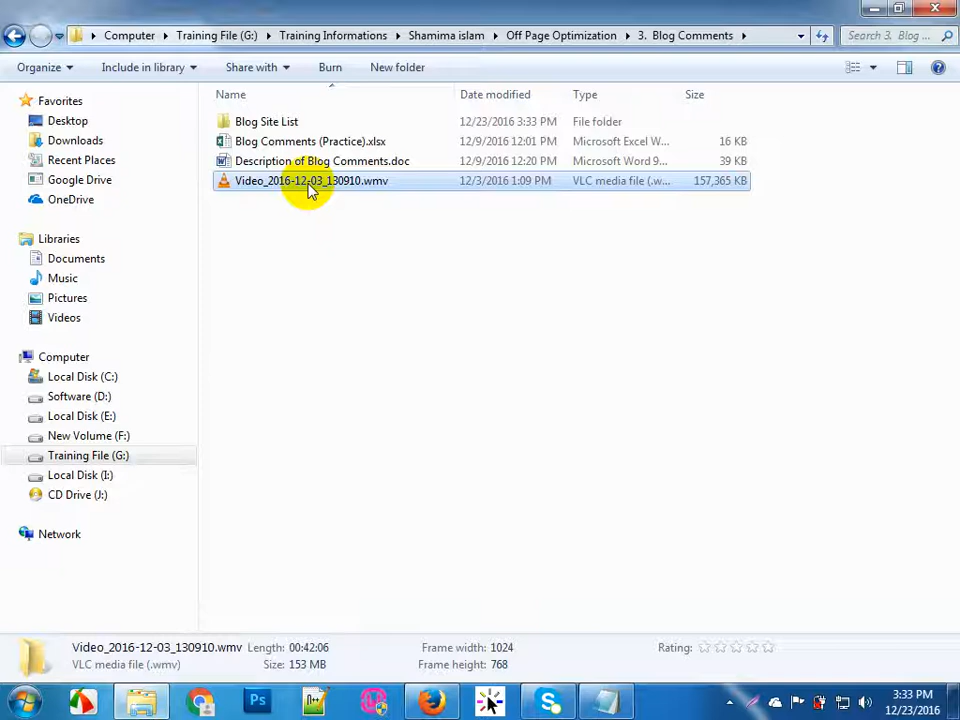 Computer Training File (G:) Training Informations Shamima islam Off Page Optimization 3. Blog Comments Search 3. Blog ...
Organize Include in library Share with Burn New folder
Name Date modified Type Size
Blog Site List 12/23/2016 3:33 PM File folder
Blog Comments (Practice).xlsx 12/9/2016 12:01 PM Microsoft Excel W... 16 KB
Description of Blog Comments.doc 12/9/2016 12:20 PM Microsoft Word 9... 39 KB
Video_2016-12-03_130910.wmv 12/3/2016 1:09 PM VLC media file (.w... 157,365 KB
Favorites
Desktop
Downloads
Recent Places
Google Drive
OneDrive
Libraries
Documents
Music
Pictures
Videos
Computer
Local Disk (C:)
Software (D:)
Local Disk (E:)
New Volume (F:)
Training File (G:)
Local Disk (I:)
CD Drive (J:)
Network
Video_2016-12-03_130910.wmv Length: 00:42:06 Frame width: 1024 Rating:
VLC media file (.wmv) Size: 153 MB Frame height: 768
Ps
3:33 PM
12/23/2016